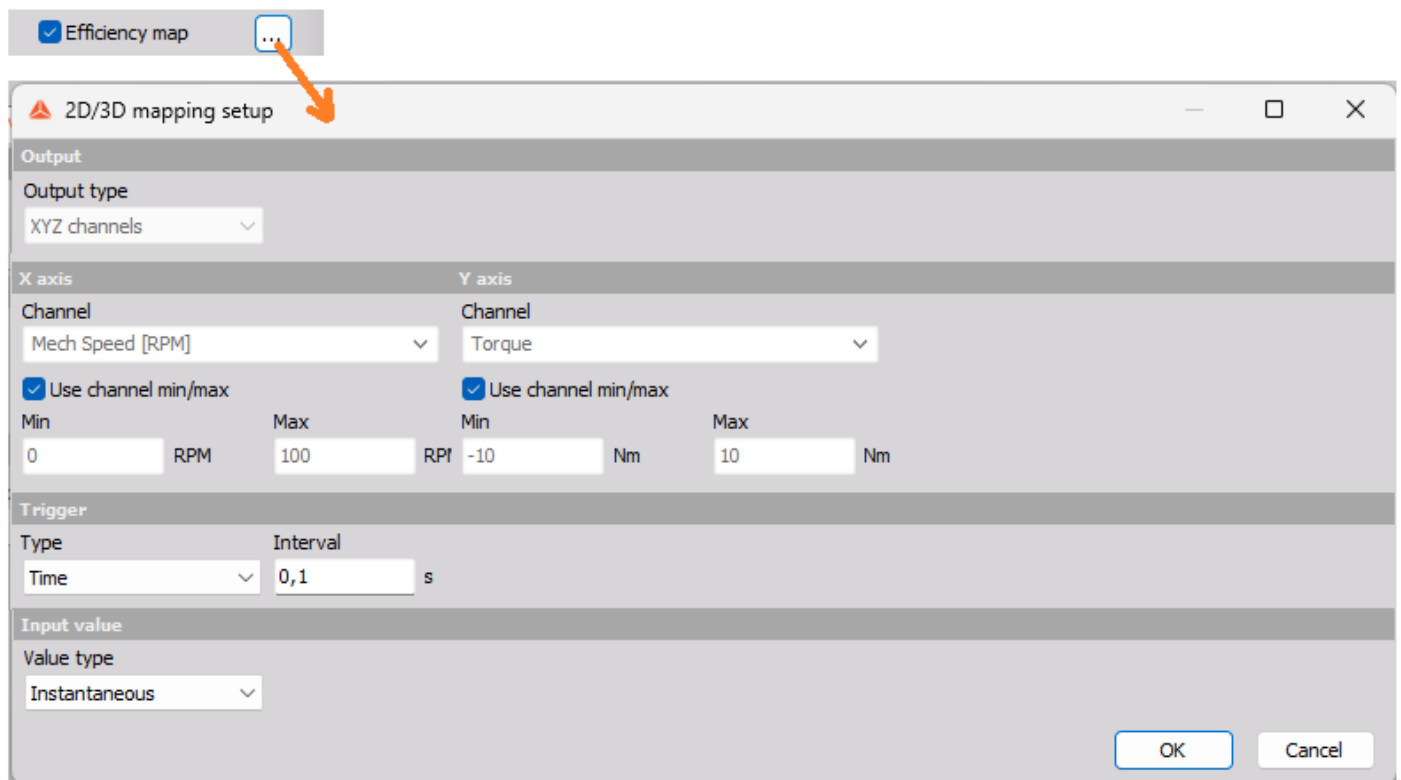 Efficiency map ...
2D/3D mapping setup
Output
Output type
XYZ channels
X axis Y axis
Channel Channel
Mech Speed [RPM] Torque
Use channel min/max Use channel min/max
Min Max Min Max
0 RPM 100 RPM -10 Nm 10 Nm
Trigger
Type Interval
Time 0,1 s
Input value
Value type
Instantaneous
OK Cancel